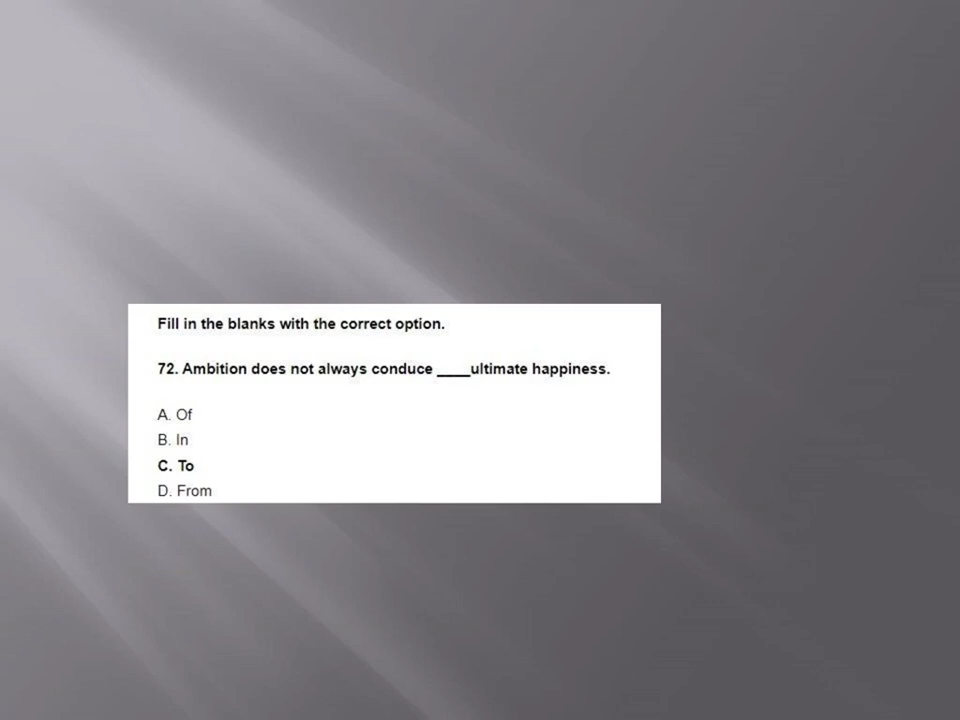 Fill in the blanks with the correct option.
72. Ambition does not always conduce ____ultimate happiness.
A. Of
B. In
C. To
D. From